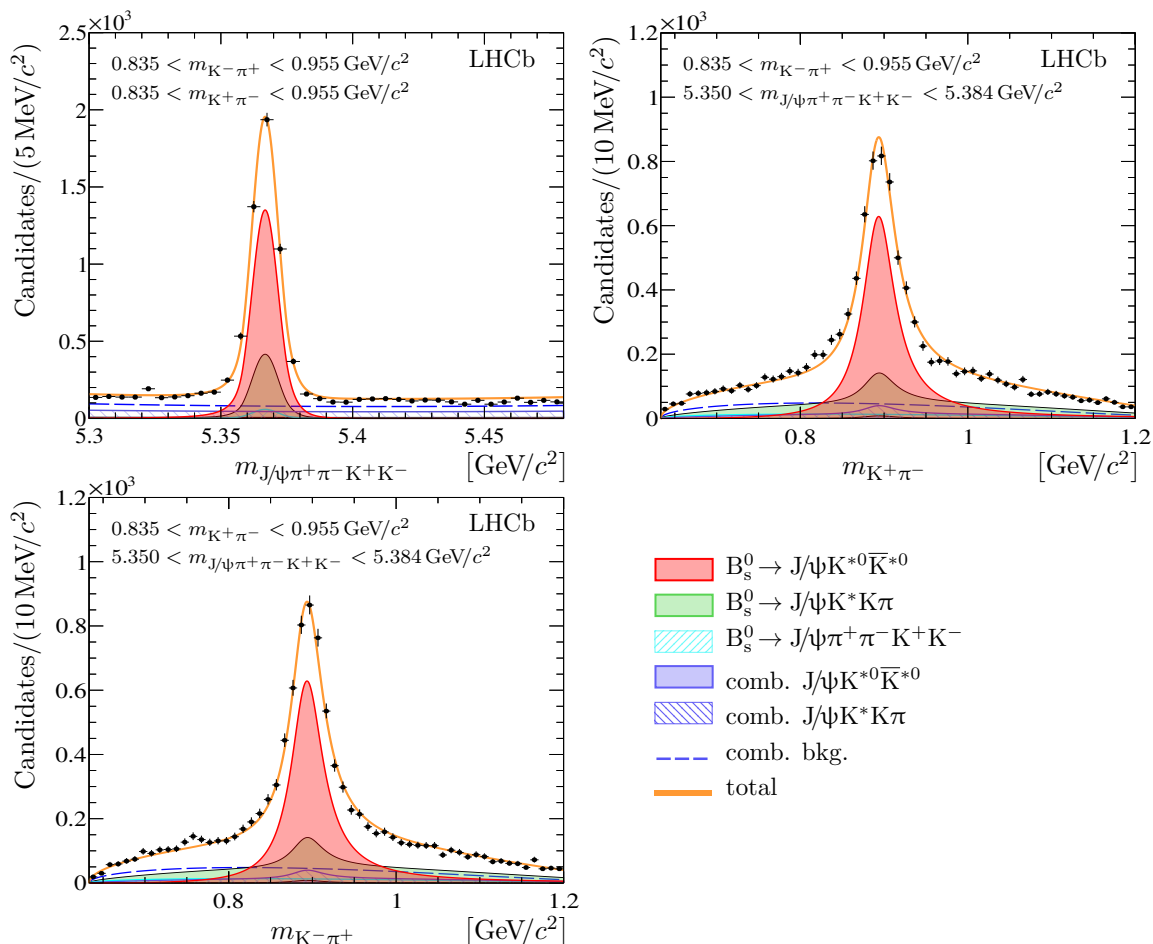 ×10³
2.5
2
1.5
1
0.5
0
Candidates/(5 MeV/c²)
0.835 < m_{K⁻π⁺} < 0.955 GeV/c²
0.835 < m_{K⁺π⁻} < 0.955 GeV/c²
LHCb
5.3 5.35 5.4 5.45
m_{J/ψπ⁺π⁻K⁺K⁻} [GeV/c²]
×10³
1.2
1
0.8
0.6
0.4
0.2
0
Candidates/(10 MeV/c²)
0.835 < m_{K⁻π⁺} < 0.955 GeV/c²
5.350 < m_{J/ψπ⁺π⁻K⁺K⁻} < 5.384 GeV/c²
LHCb
0.8 1 1.2
m_{K⁺π⁻} [GeV/c²]
×10³
1.2
1
0.8
0.6
0.4
0.2
0
Candidates/(10 MeV/c²)
0.835 < m_{K⁺π⁻} < 0.955 GeV/c²
5.350 < m_{J/ψπ⁺π⁻K⁺K⁻} < 5.384 GeV/c²
LHCb
0.8 1 1.2
m_{K⁻π⁺} [GeV/c²]
B⁰ₛ → J/ψK*⁰K̅*⁰
B⁰ₛ → J/ψK*Kπ
B⁰ₛ → J/ψπ⁺π⁻K⁺K⁻
comb. J/ψK*⁰K̅*⁰
comb. J/ψK*Kπ
comb. bkg.
total